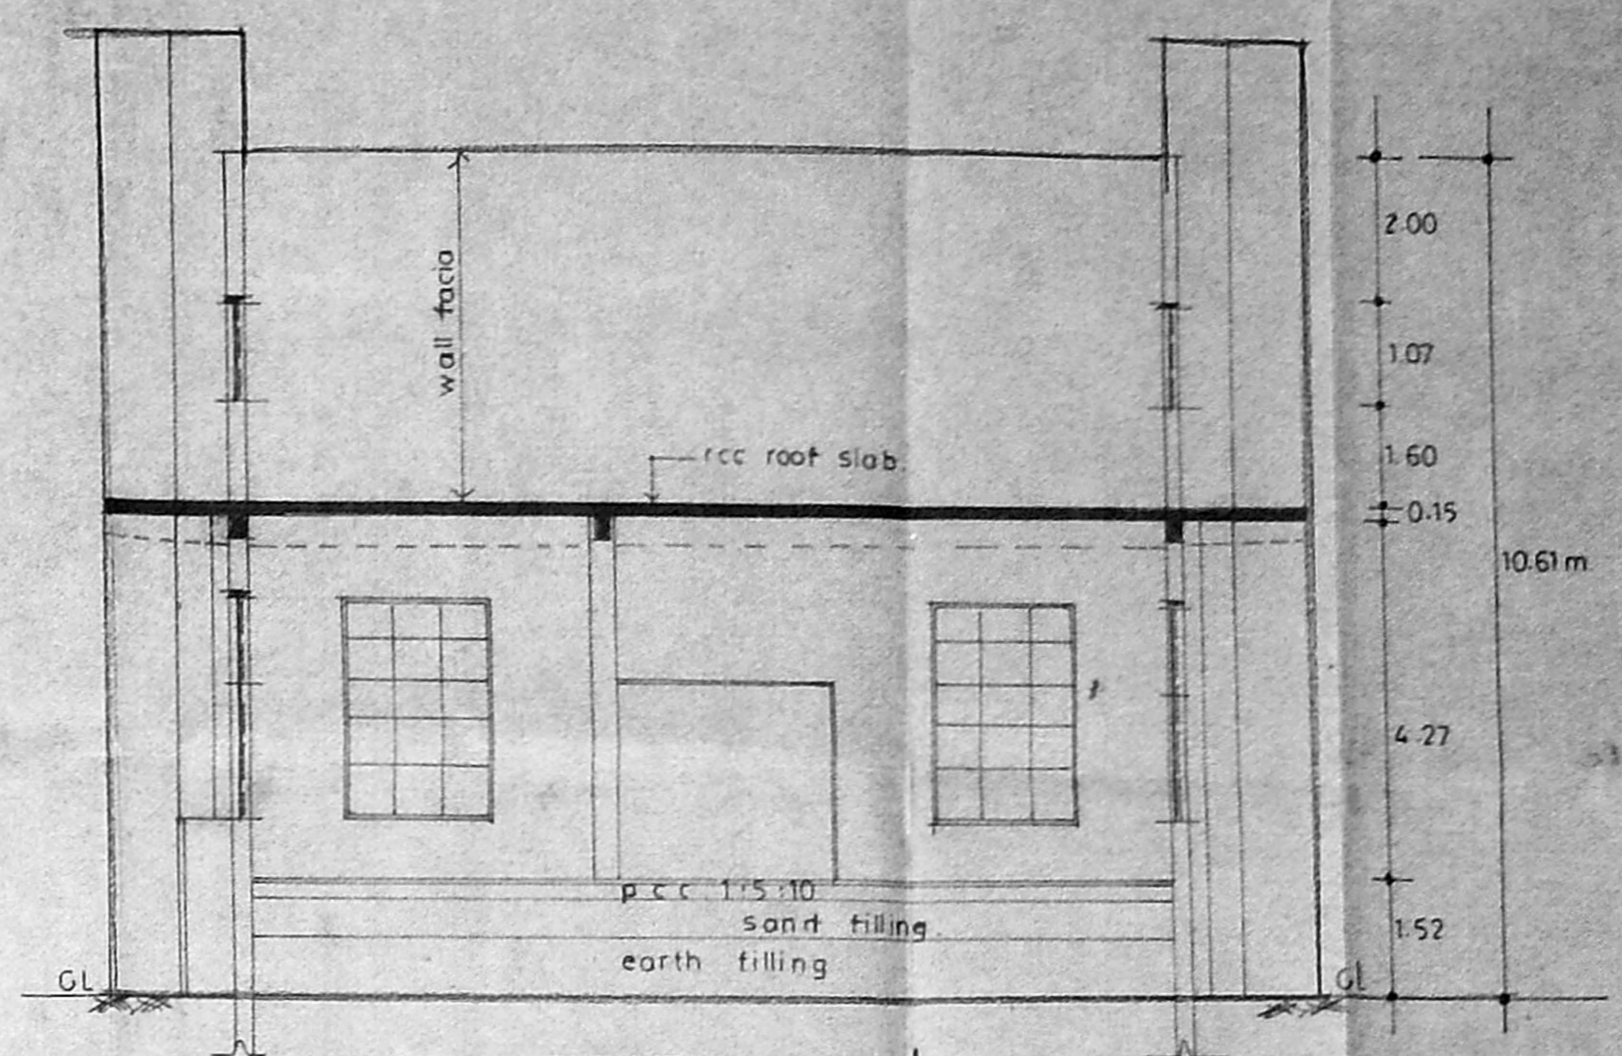 2.00
wall facia
1.07
rcc roof slab.
1.60
0.15
10.61 m
4.27
p c c 1:5:10
sand filling.
1.52
earth filling
GL
GL